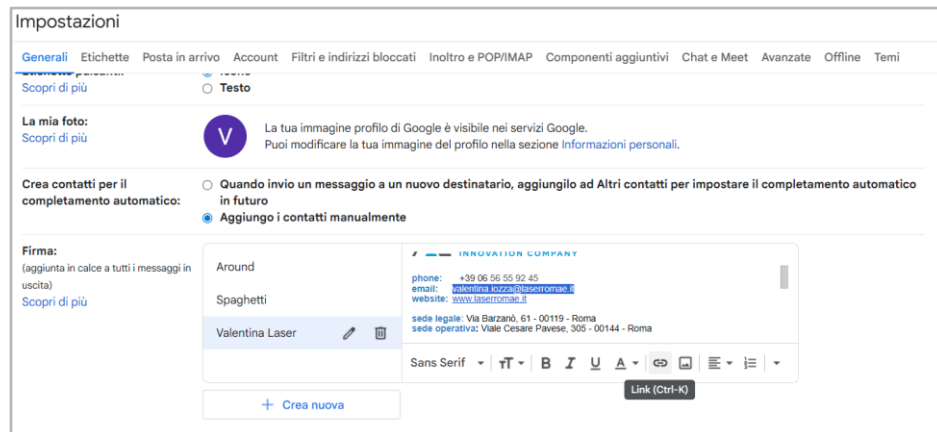 Impostazioni
Generali Etichette Posta in arrivo Account Filtri e indirizzi bloccati Inoltro e POP/IMAP Componenti aggiuntivi Chat e Meet Avanzate Offline Temi
Scopri di più
Testo
La mia foto:
Scopri di più
V
La tua immagine profilo di Google è visibile nei servizi Google.
Puoi modificare la tua immagine del profilo nella sezione Informazioni personali.
Crea contatti per il
completamento automatico:
Quando invio un messaggio a un nuovo destinatario, aggiungilo ad Altri contatti per impostare il completamento automatico
in futuro
Aggiungo i contatti manualmente
Firma:
(aggiunta in calce a tutti i messaggi in
uscita)
Scopri di più
Around
Spaghetti
Valentina Laser
INNOVATION COMPANY
phone: +39 06 56 55 92 45
email: valentina.iozza@laserromae.it
website: www.laserromae.it
sede legale: Via Barzanò, 61 - 00119 - Roma
sede operativa: Viale Cesare Pavese, 305 - 00144 - Roma
Sans Serif
Link (Ctrl-K)
+ Crea nuova